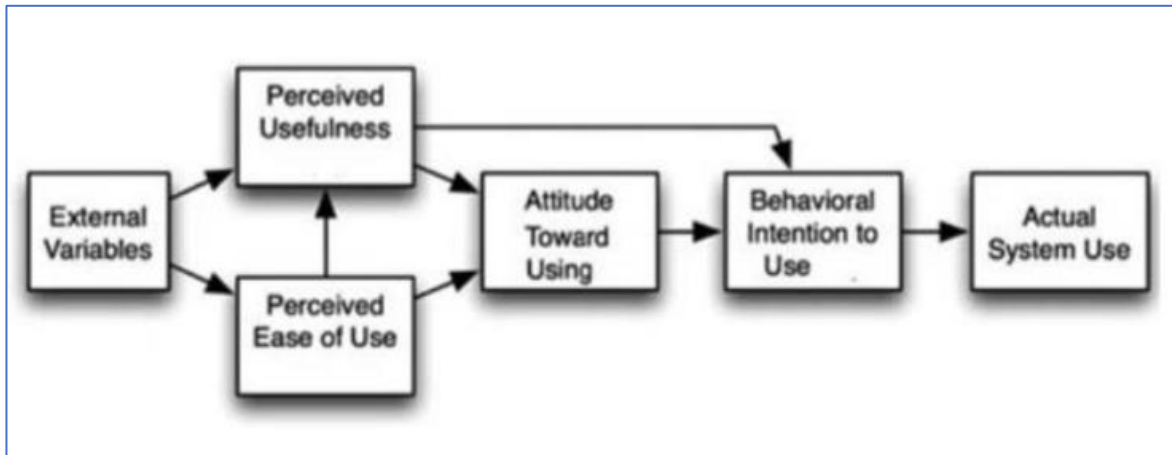 Perceived
Usefulness
External
Variables
Perceived
Ease of Use
Attitude
Toward
Using
Behavioral
Intention to
Use
Actual
System Use